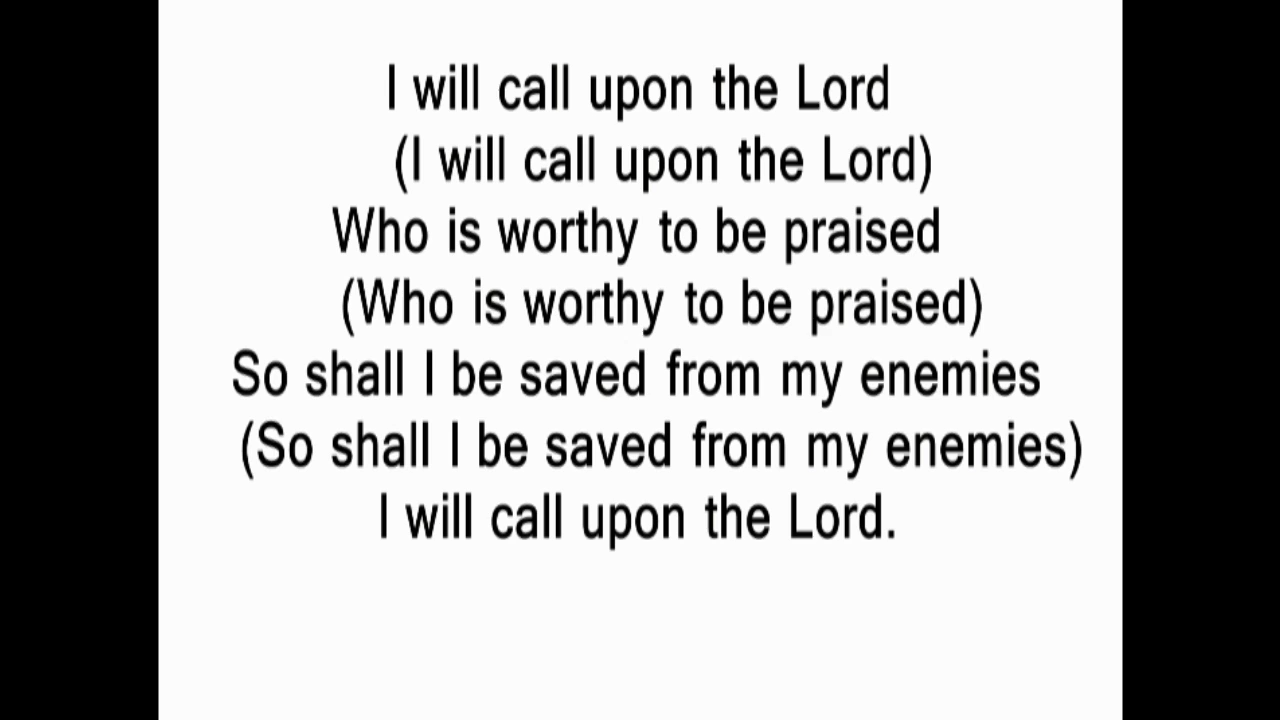 I will call upon the Lord
(I will call upon the Lord)
Who is worthy to be praised
(Who is worthy to be praised)
So shall I be saved from my enemies
(So shall I be saved from my enemies)
I will call upon the Lord.